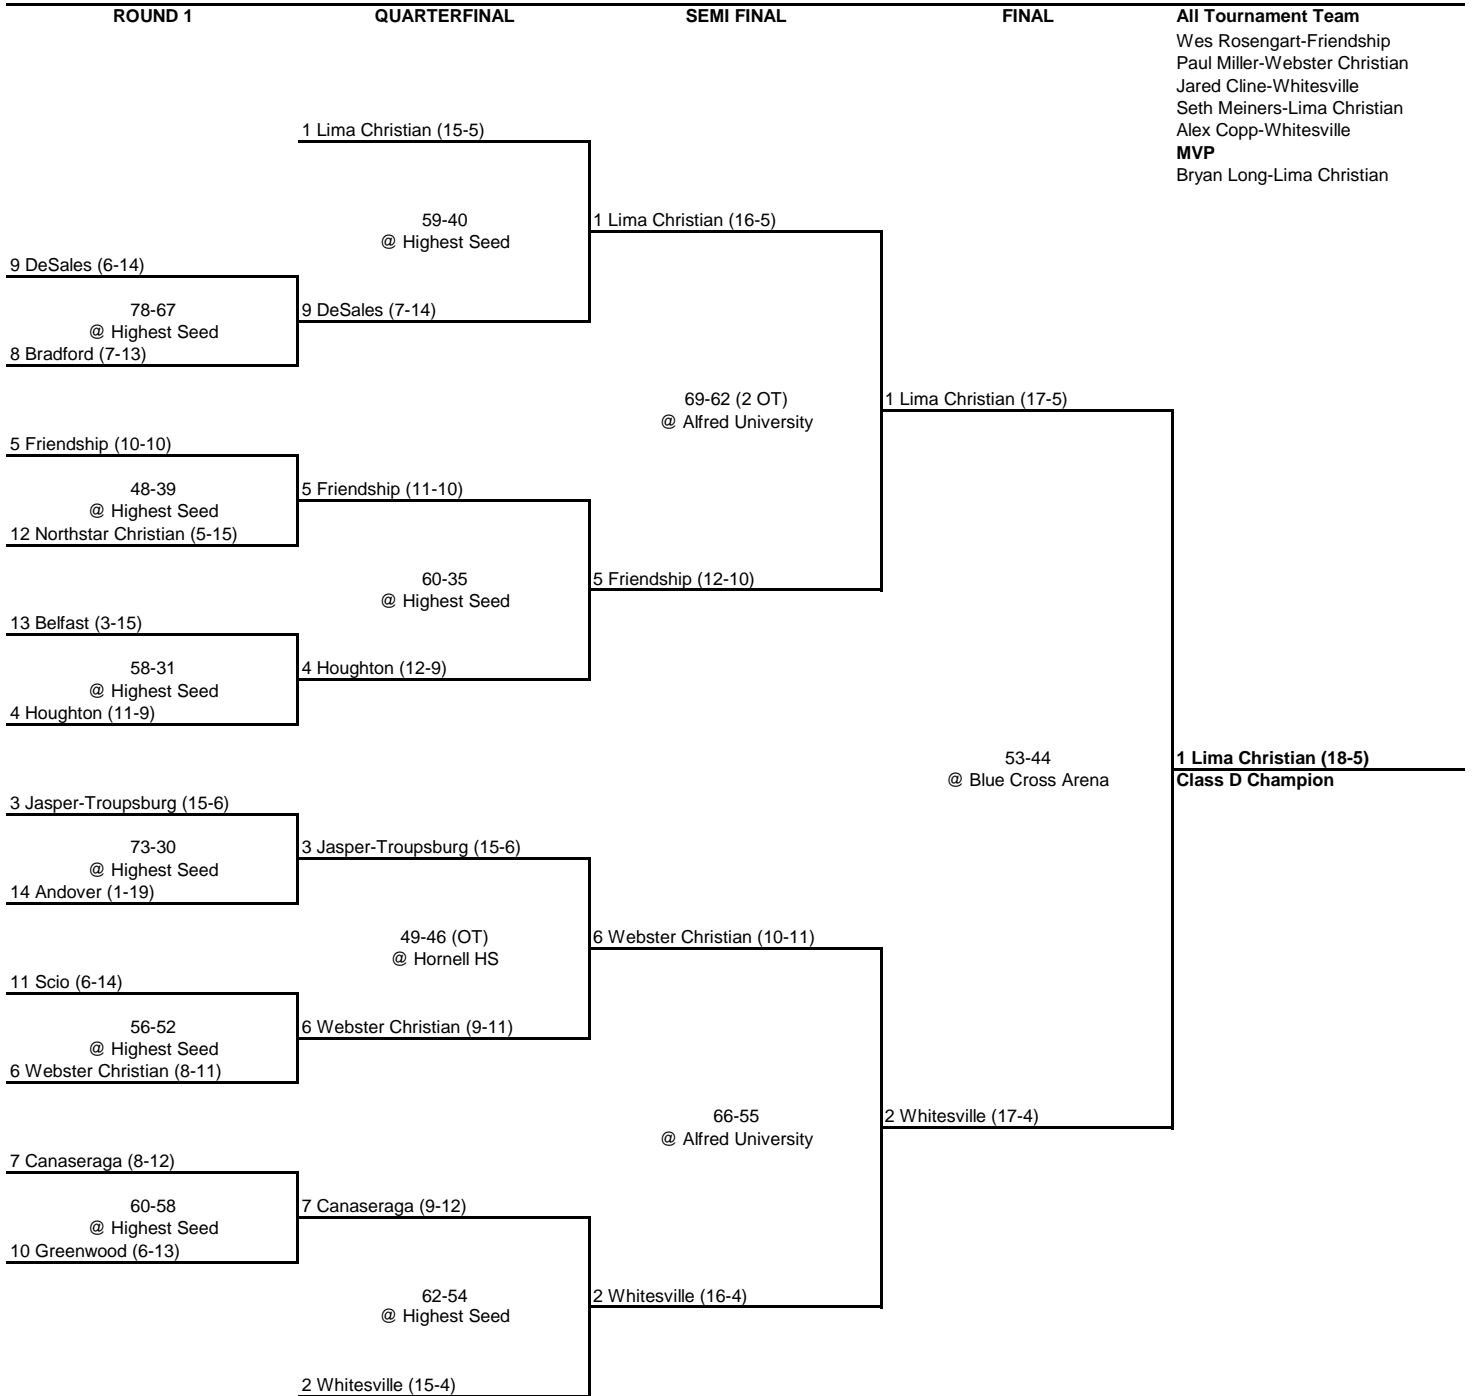 ROUND 1
QUARTERFINAL
SEMI FINAL
FINAL
All Tournament Team
Wes Rosengart-Friendship
Paul Miller-Webster Christian
Jared Cline-Whitesville
Seth Meiners-Lima Christian
Alex Copp-Whitesville
MVP
Bryan Long-Lima Christian
1 Lima Christian (15-5)
59-40
@ Highest Seed
1 Lima Christian (16-5)
9 DeSales (6-14)
78-67
@ Highest Seed
9 DeSales (7-14)
8 Bradford (7-13)
69-62 (2 OT)
@ Alfred University
1 Lima Christian (17-5)
5 Friendship (10-10)
48-39
@ Highest Seed
5 Friendship (11-10)
12 Northstar Christian (5-15)
60-35
@ Highest Seed
5 Friendship (12-10)
13 Belfast (3-15)
58-31
@ Highest Seed
4 Houghton (12-9)
4 Houghton (11-9)
53-44
@ Blue Cross Arena
1 Lima Christian (18-5)
Class D Champion
3 Jasper-Troupsburg (15-6)
73-30
@ Highest Seed
3 Jasper-Troupsburg (15-6)
14 Andover (1-19)
49-46 (OT)
@ Hornell HS
6 Webster Christian (10-11)
11 Scio (6-14)
56-52
@ Highest Seed
6 Webster Christian (9-11)
6 Webster Christian (8-11)
66-55
@ Alfred University
2 Whitesville (17-4)
7 Canaseraga (8-12)
60-58
@ Highest Seed
7 Canaseraga (9-12)
10 Greenwood (6-13)
62-54
@ Highest Seed
2 Whitesville (16-4)
2 Whitesville (15-4)